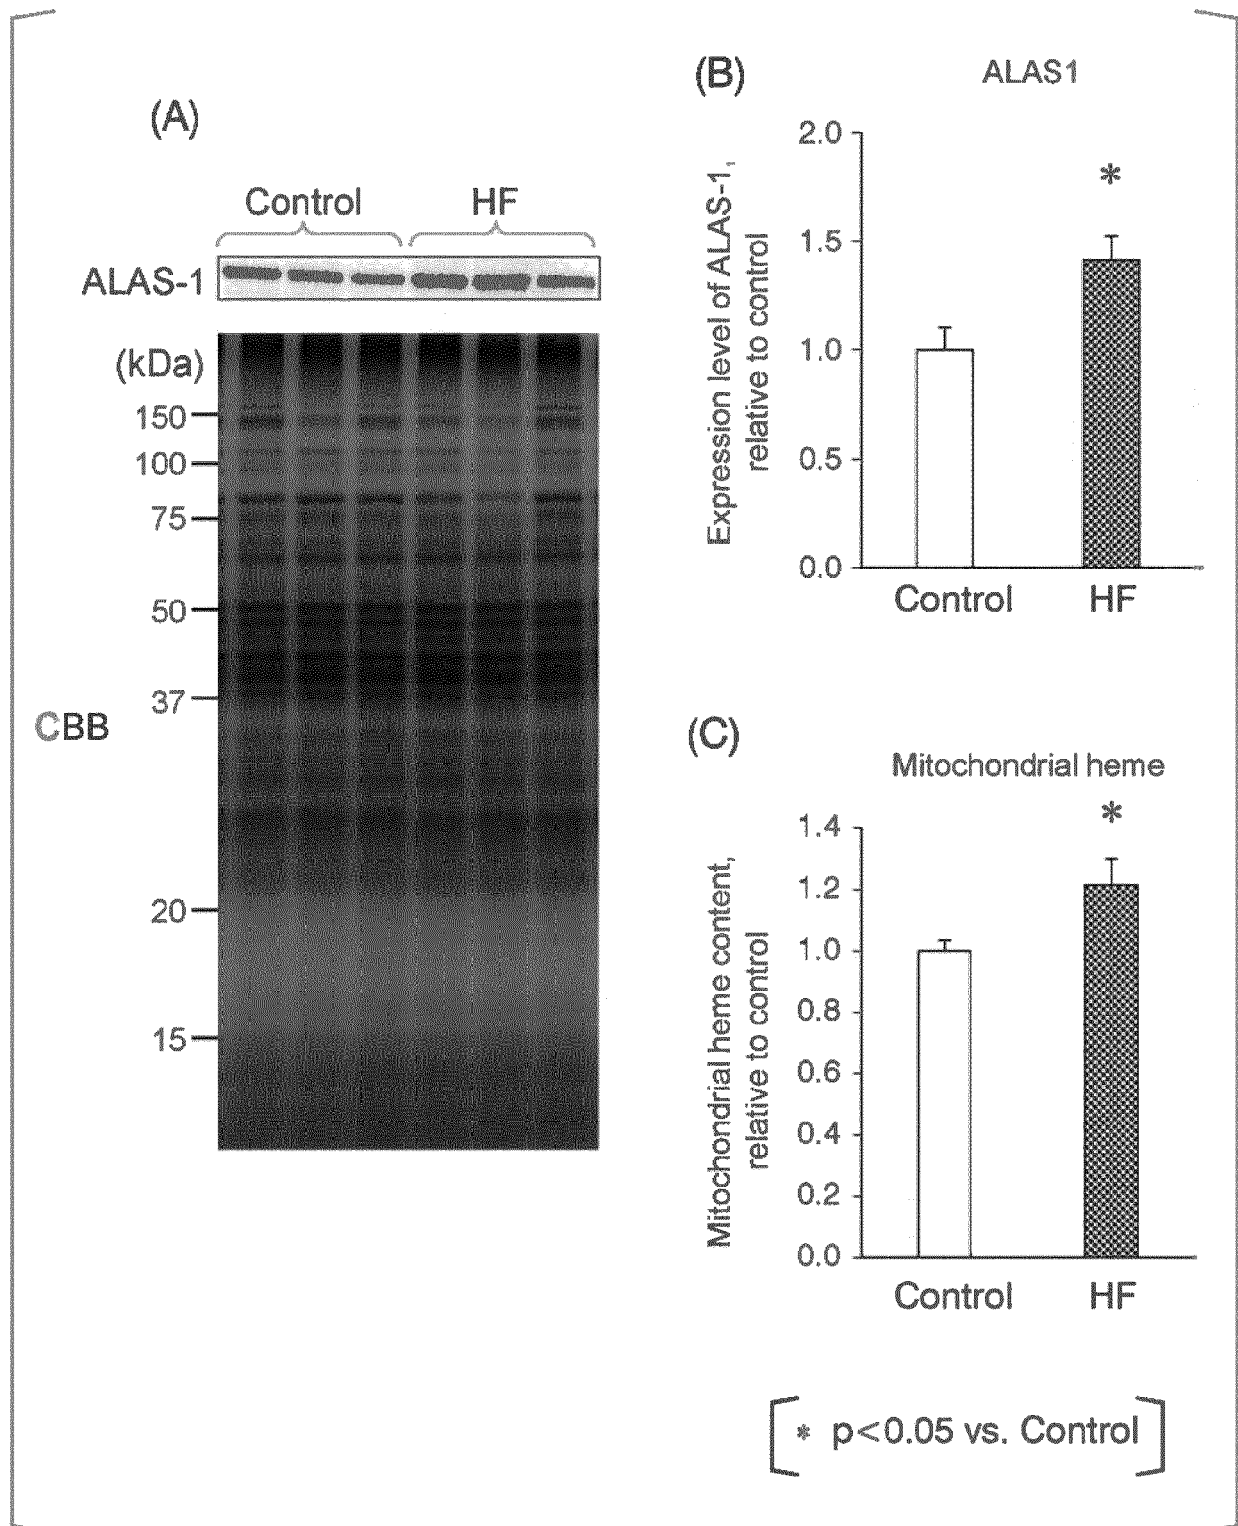 (A)
Control
HF
ALAS-1
(kDa)
150
100
75
50
37
CBB
20
15
(B)
ALAS1
Expression level of ALAS-1,
relative to control
2.0
*
1.5
1.0
0.5
0.0
Control
HF
(C)
Mitochondrial heme
Mitochondrial heme content,
relative to control
1.4
*
1.2
1.0
0.8
0.6
0.4
0.2
0.0
Control
HF
[ * p<0.05 vs. Control ]